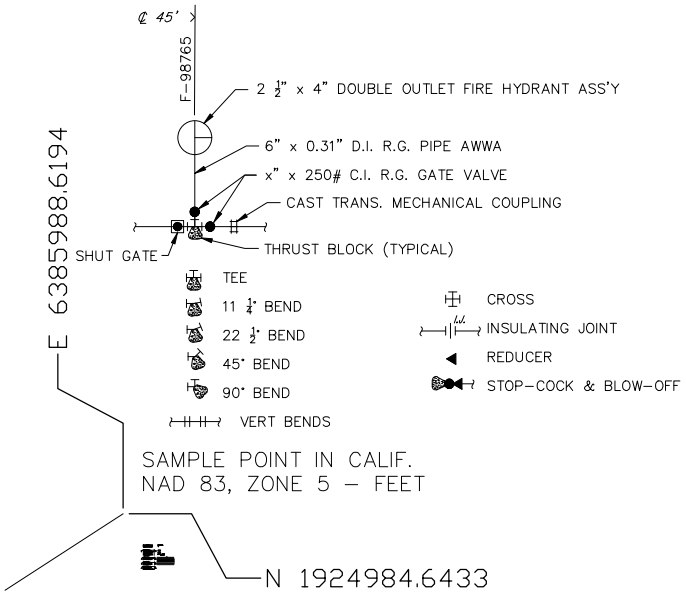 ℄ 45'
F-98765
2 ½" x 4" DOUBLE OUTLET FIRE HYDRANT ASS'Y
6" x 0.31" D.I. R.G. PIPE AWWA
x" x 250# C.I. R.G. GATE VALVE
CAST TRANS. MECHANICAL COUPLING
SHUT GATE
THRUST BLOCK (TYPICAL)
TEE
11 ¼° BEND
22 ½° BEND
45° BEND
90° BEND
VERT BENDS
CROSS
I.J.
INSULATING JOINT
REDUCER
STOP-COCK & BLOW-OFF
E 6385988.6194
SAMPLE POINT IN CALIF.
NAD 83, ZONE 5 - FEET
N 1924984.6433